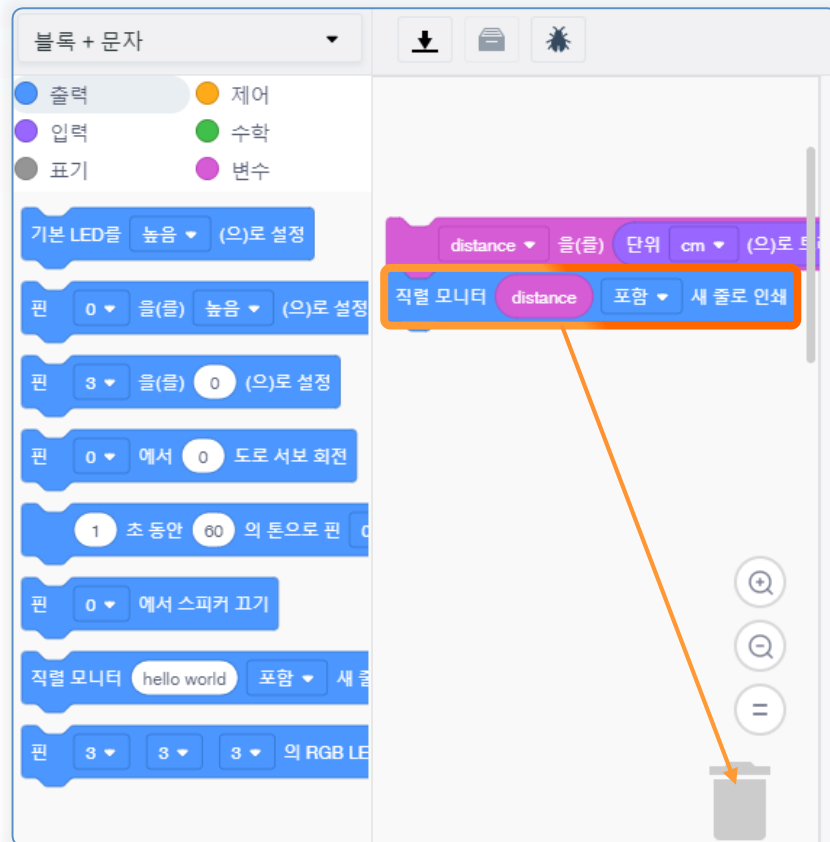 블록 + 문자
출력
제어
입력
수학
표기
변수
기본 LED를 높음 (으)로 설정
핀 0 을(를) 높음 (으)로 설정
핀 3 을(를) 0 (으)로 설정
핀 0 에서 0 도로 서보 회전
1 초 동안 60 의 톤으로 핀
핀 0 에서 스피커 끄기
직렬 모니터 hello world 포함 새
핀 3 3 3 의 RGB LE
distance 을(를) 단위 cm (으)로
직렬 모니터 distance 포함 새 줄로 인쇄
=